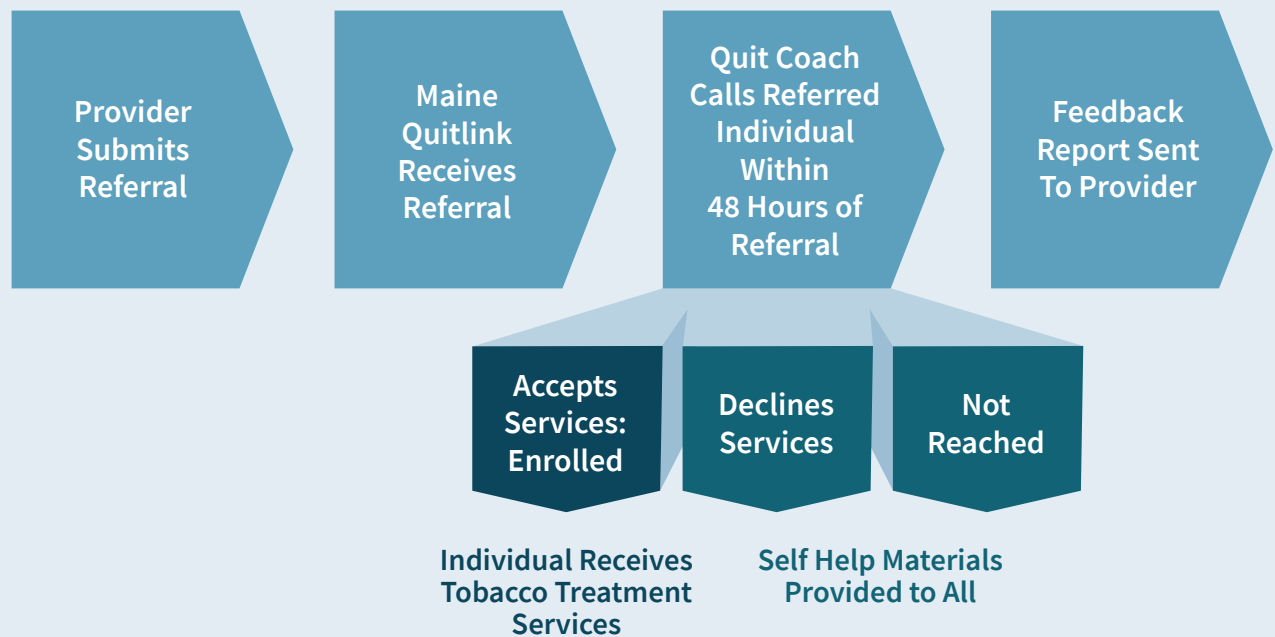 Provider
Submits
Referral
Maine
Quitlink
Receives
Referral
Quit Coach
Calls Referred
Individual
Within
48 Hours of
Referral
Feedback
Report Sent
To Provider
Accepts
Services:
Enrolled
Declines
Services
Not
Reached
Individual Receives
Tobacco Treatment
Services
Self Help Materials
Provided to All